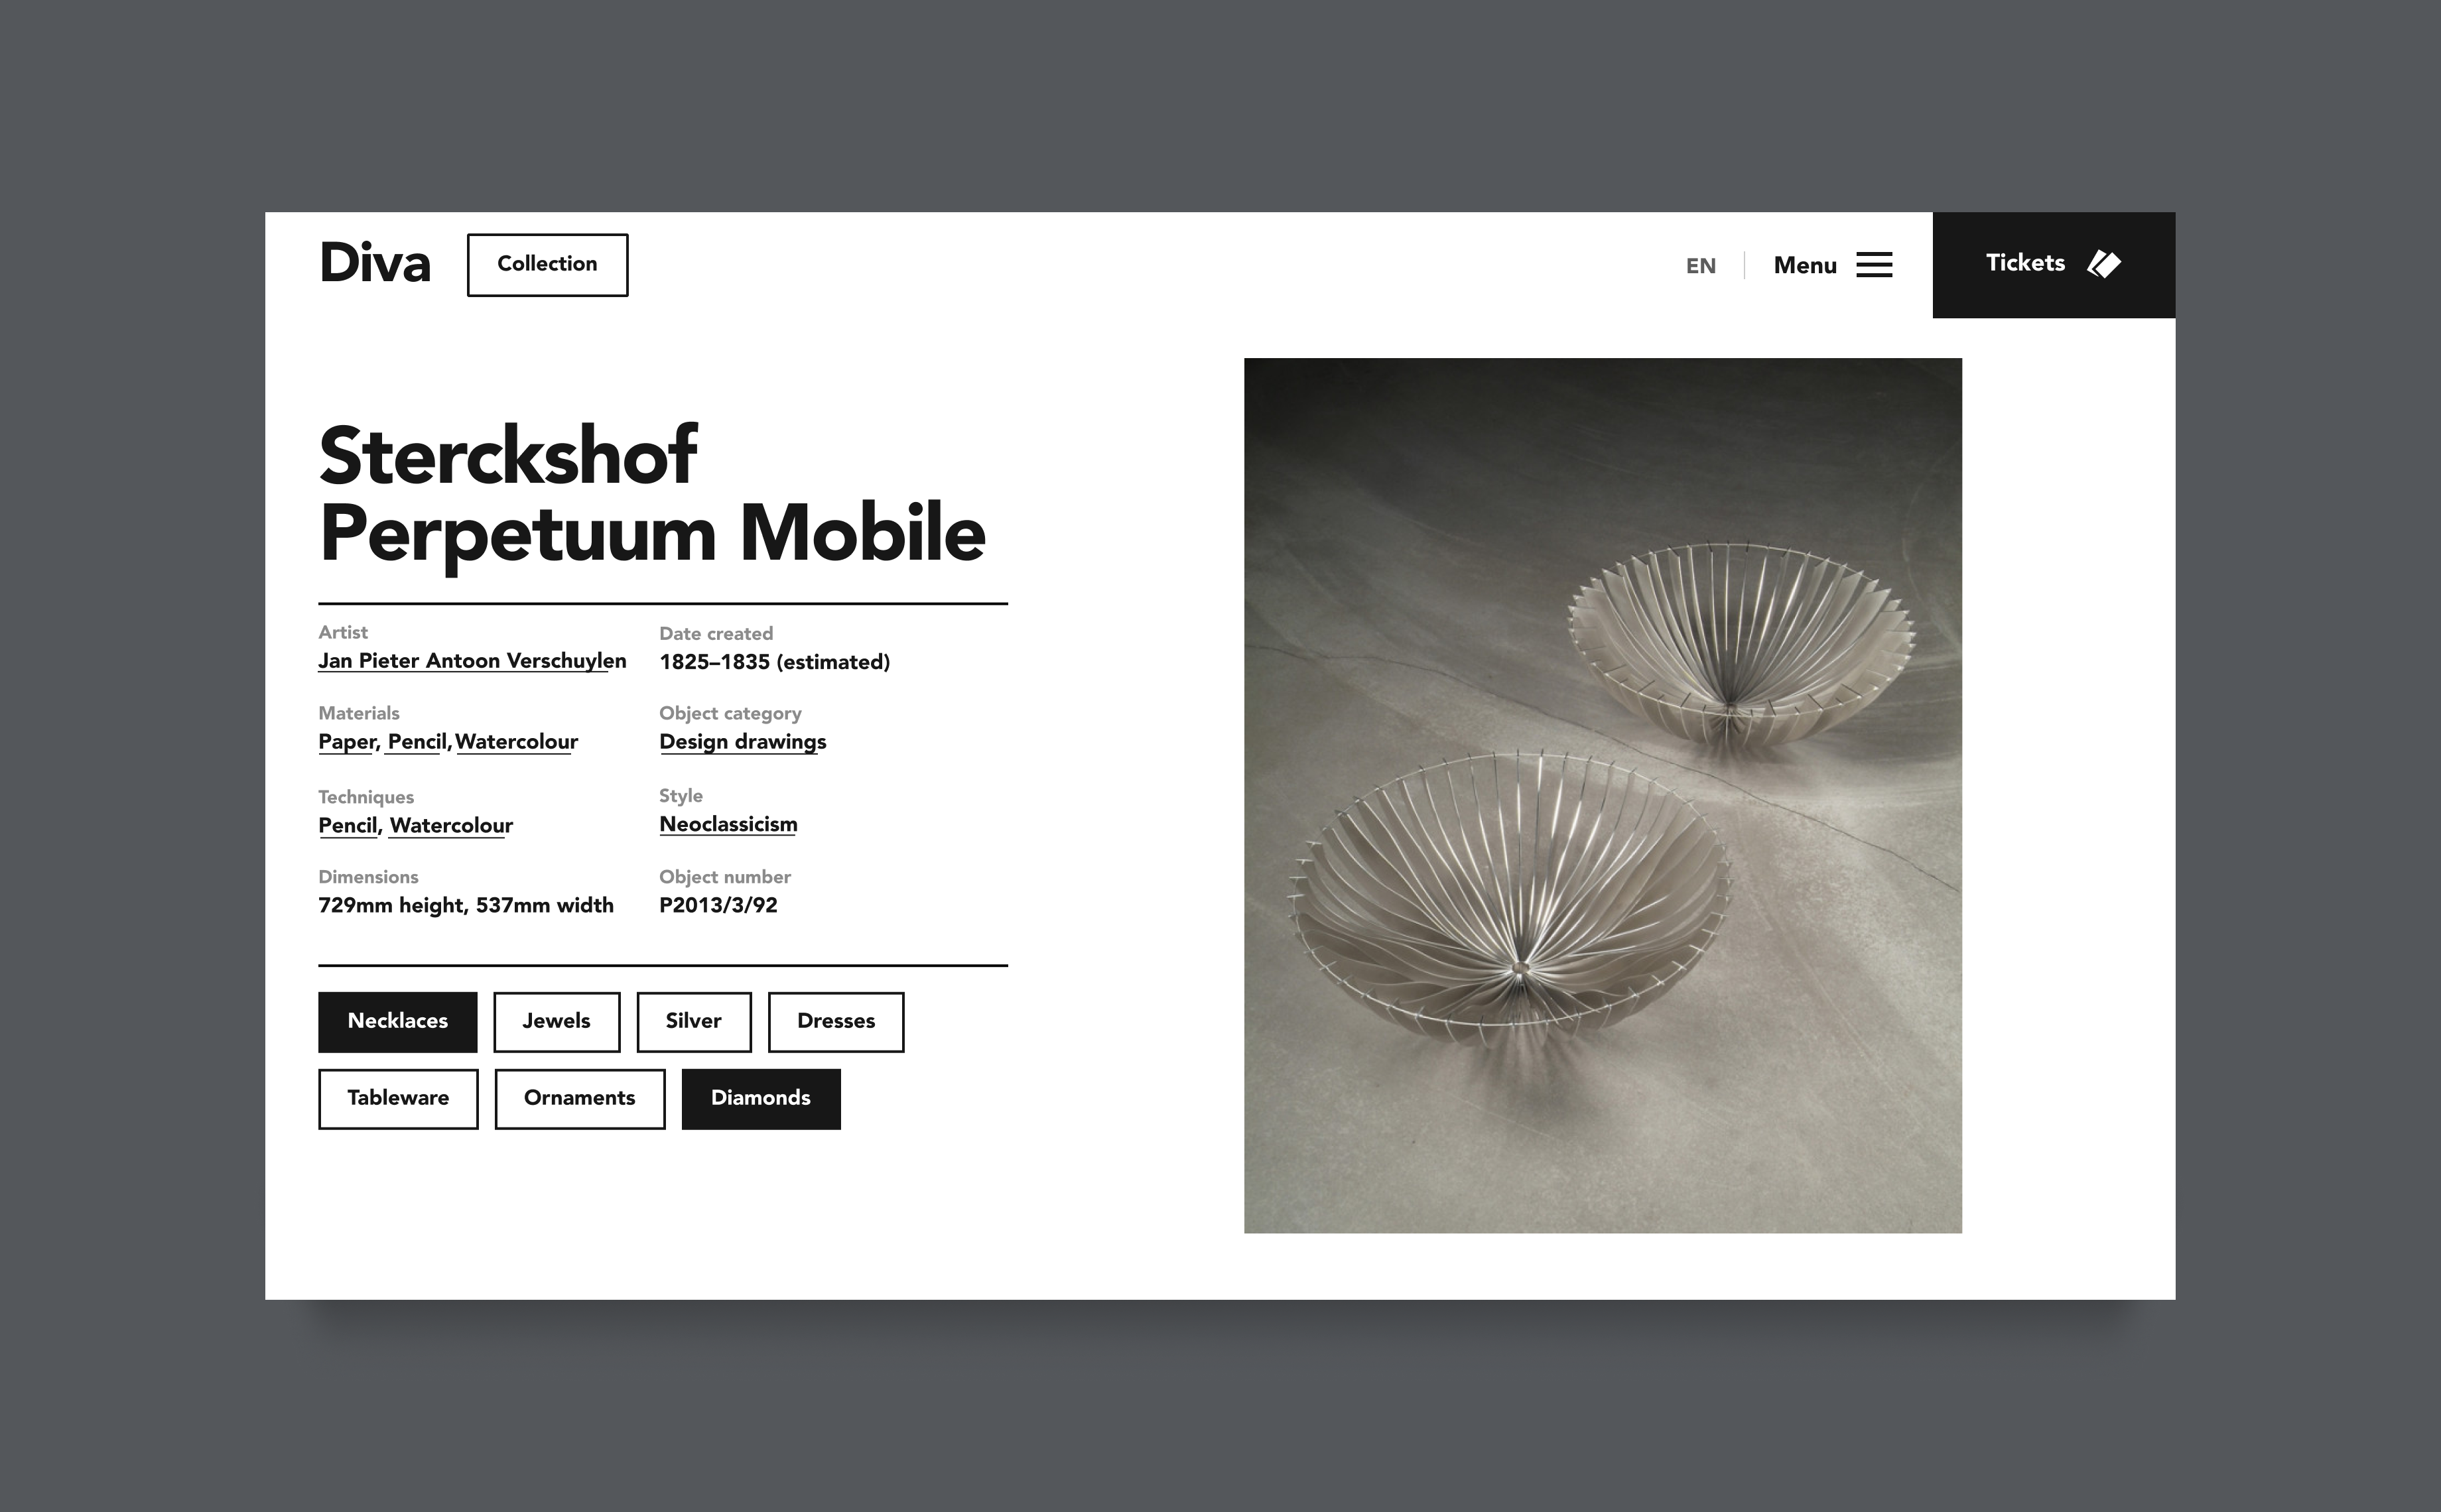 Diva
Collection
EN
Menu
Tickets
Sterckshof
Perpetuum Mobile
Artist
Jan Pieter Antoon Verschuylen
Date created
1825–1835 (estimated)
Materials
Paper, Pencil, Watercolour
Object category
Design drawings
Techniques
Pencil, Watercolour
Style
Neoclassicism
Dimensions
729mm height, 537mm width
Object number
P2013/3/92
Necklaces
Jewels
Silver
Dresses
Tableware
Ornaments
Diamonds